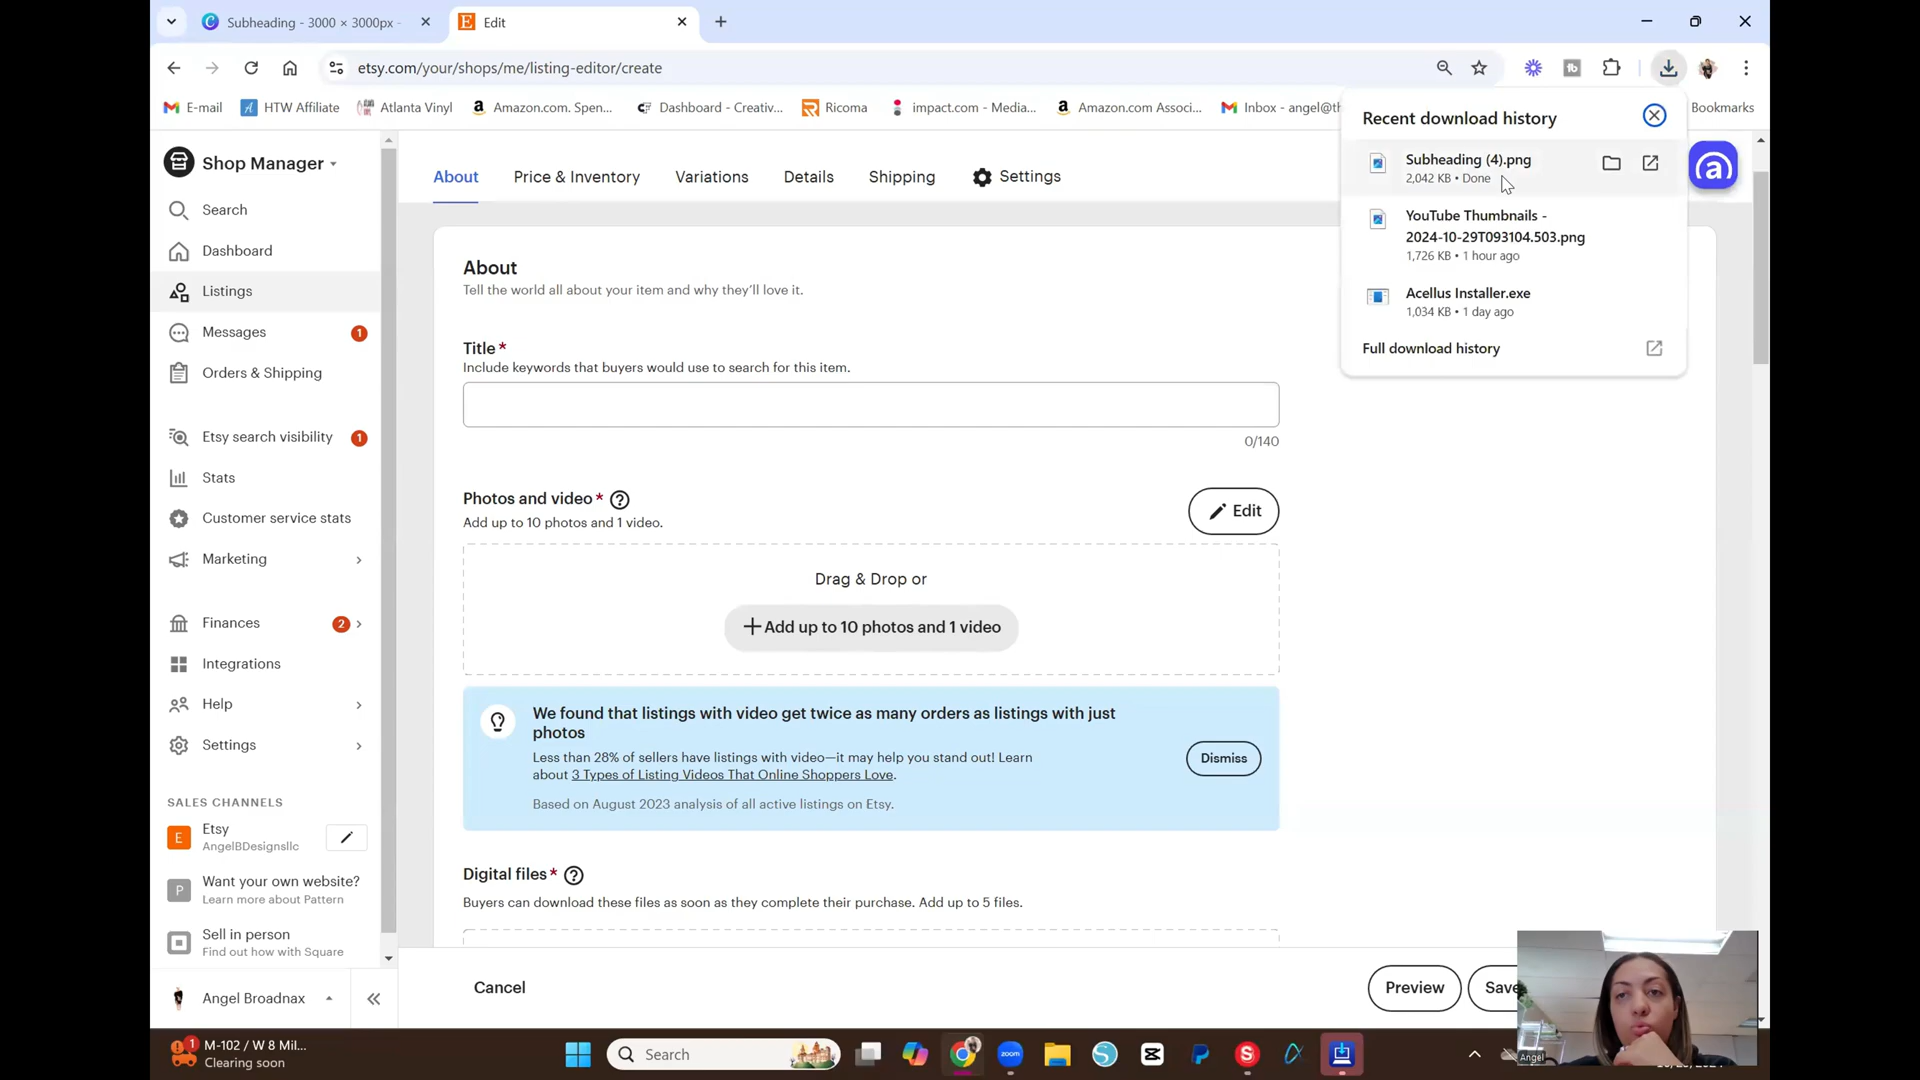 Subheading - 3000 × 3000px -
Edit
etsy.com/your/shops/me/listing-editor/create
E-mail
HTW Affiliate
Atlanta Vinyl
Amazon.com. Spen...
Dashboard - Creativ...
Ricoma
impact.com - Media...
Amazon.com Associ...
Inbox - angel@th
Bookmarks
Recent download history
Subheading (4).png
2,042 KB • Done
YouTube Thumbnails -
2024-10-29T093104.503.png
1,726 KB • 1 hour ago
Acellus Installer.exe
1,034 KB • 1 day ago
Full download history
Shop Manager
Search
Dashboard
Listings
Messages
1
Orders & Shipping
Etsy search visibility
1
Stats
Customer service stats
Marketing
Finances
2
Integrations
Help
Settings
SALES CHANNELS
E
Etsy
AngelBDesignsllc
P
Want your own website?
Learn more about Pattern
Sell in person
Find out how with Square
Angel Broadnax
About
Price & Inventory
Variations
Details
Shipping
Settings
About
Tell the world all about your item and why they'll love it.
Title *
Include keywords that buyers would use to search for this item.
0/140
Photos and video *
Add up to 10 photos and 1 video.
Edit
Drag & Drop or
Add up to 10 photos and 1 video
We found that listings with video get twice as many orders as listings with just
photos
Less than 28% of sellers have listings with video—it may help you stand out! Learn
about 3 Types of Listing Videos That Online Shoppers Love.
Based on August 2023 analysis of all active listings on Etsy.
Dismiss
Digital files *
Buyers can download these files as soon as they complete their purchase. Add up to 5 files.
Cancel
Preview
Save
Angel
1
M-102 / W 8 Mil...
Clearing soon
Search
zoom